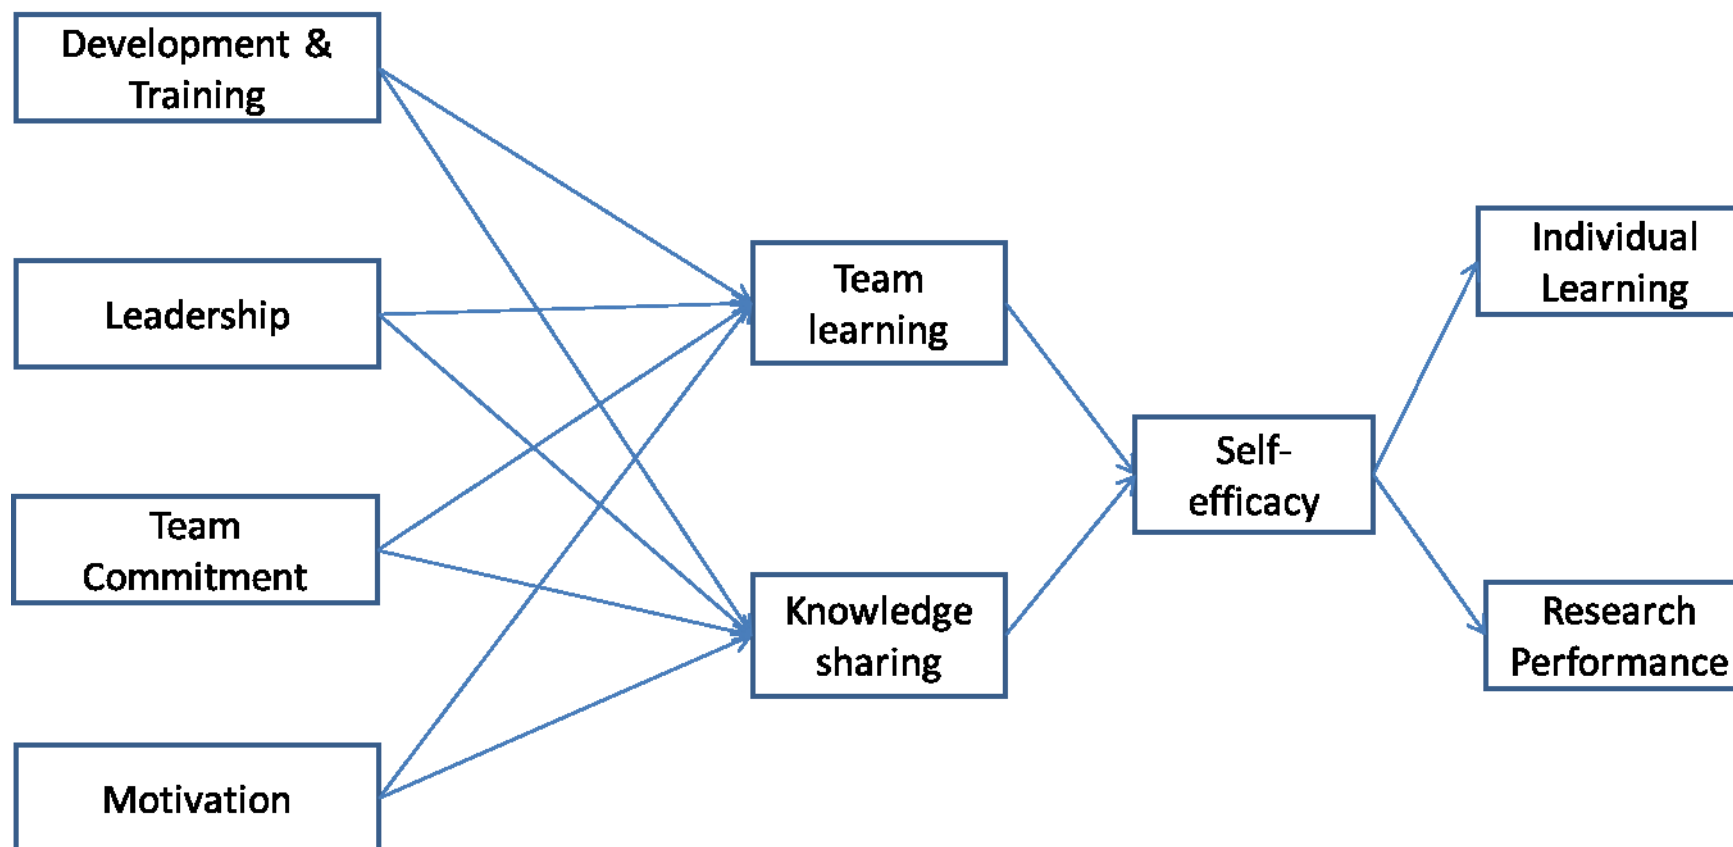 Development &
Training
Leadership
Team
Commitment
Motivation
Team
learning
Knowledge
sharing
Self-
efficacy
Individual
Learning
Research
Performance